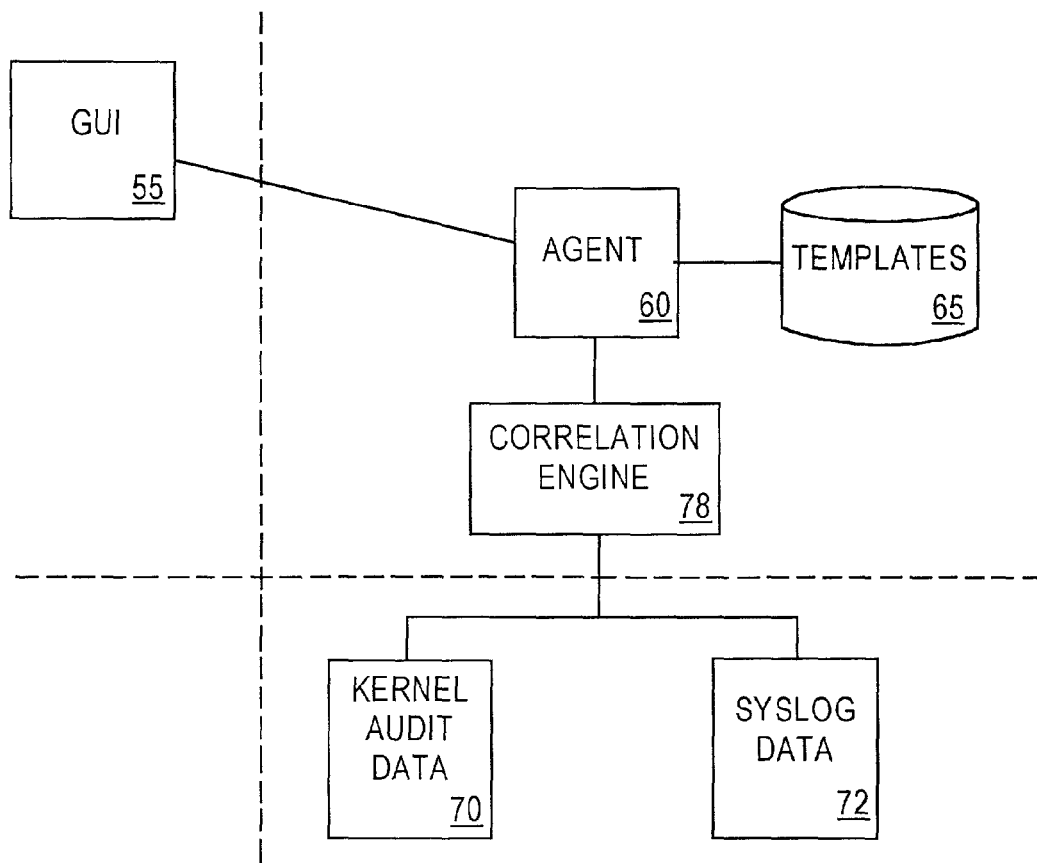 GUI
55
AGENT
60
TEMPLATES
65
CORRELATION
ENGINE
78
KERNEL
AUDIT
DATA
70
SYSLOG
DATA
72